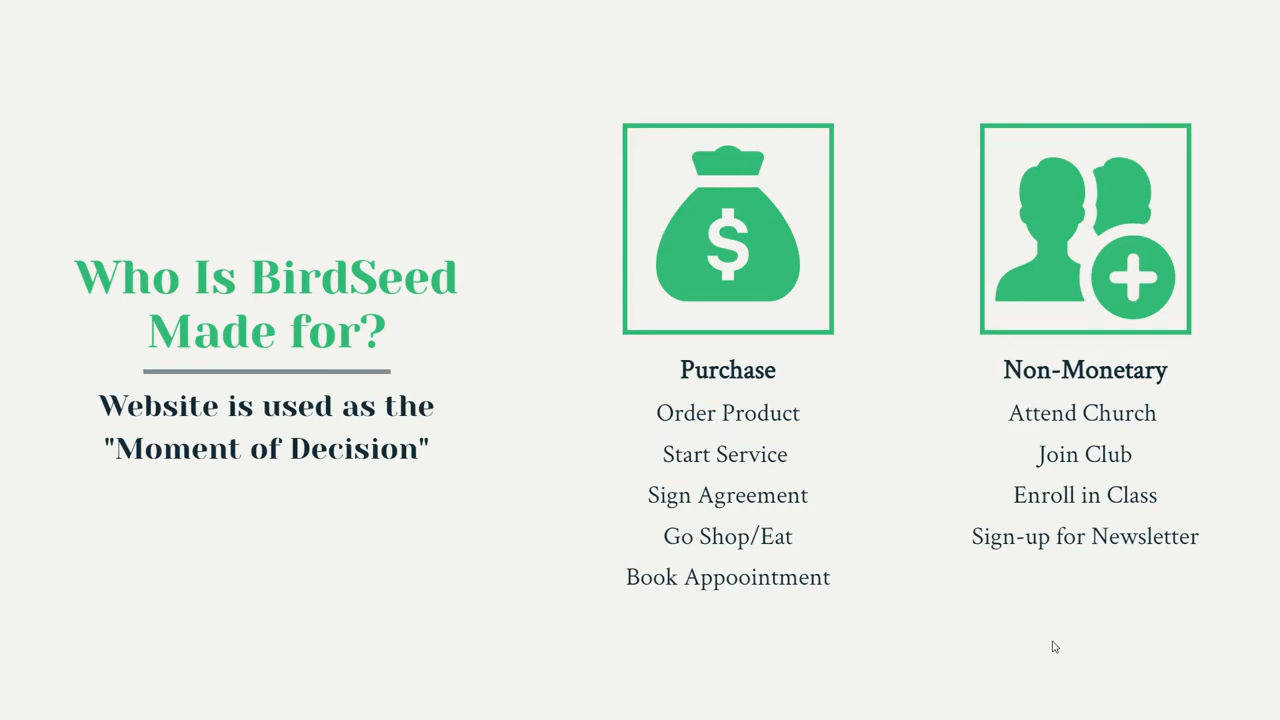 Who Is BirdSeed
Made for?
Website is used as the
"Moment of Decision"
$
Purchase
Order Product
Start Service
Sign Agreement
Go Shop/Eat
Book Appoointment
Non-Monetary
Attend Church
Join Club
Enroll in Class
Sign-up for Newsletter